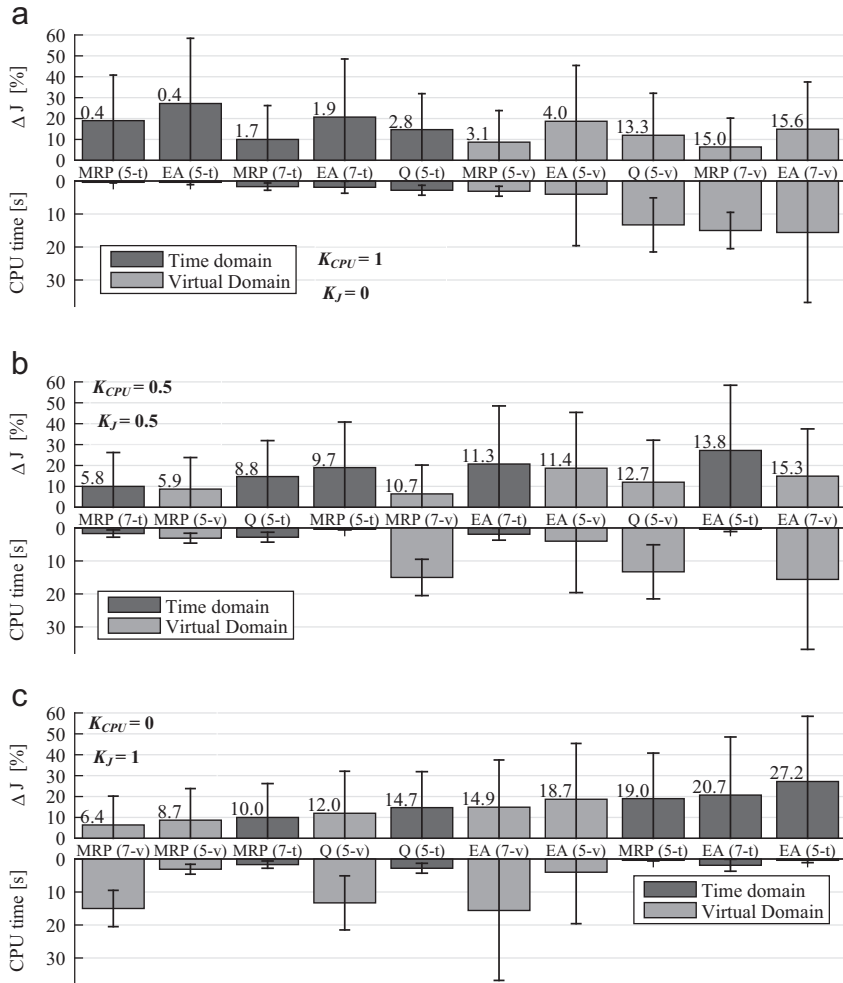 a
60
50
40
30
20
10
0
Δ J [%]
0.4
0.4
1.7
1.9
2.8
3.1
4.0
13.3
15.0
15.6
MRP (5-t) EA (5-t) MRP (7-t) EA (7-t) Q (5-t) MRP (5-v) EA (5-v) Q (5-v) MRP (7-v) EA (7-v)
0
10
20
30
CPU time [s]
Time domain
Virtual Domain
K_CPU = 1
K_J = 0
b
60
50
40
30
20
10
0
Δ J [%]
K_CPU = 0.5
K_J = 0.5
5.8
5.9
8.8
9.7
10.7
11.3
11.4
12.7
13.8
15.3
MRP (7-t) MRP (5-v) Q (5-t) MRP (5-t) MRP (7-v) EA (7-t) EA (5-v) Q (5-v) EA (5-t) EA (7-v)
0
10
20
30
CPU time [s]
Time domain
Virtual Domain
c
60
50
40
30
20
10
0
Δ J [%]
K_CPU = 0
K_J = 1
6.4
8.7
10.0
12.0
14.7
14.9
18.7
19.0
20.7
27.2
MRP (7-v) MRP (5-v) MRP (7-t) Q (5-v) Q (5-t) EA (7-v) EA (5-v) MRP (5-t) EA (7-t) EA (5-t)
0
10
20
30
CPU time [s]
Time domain
Virtual Domain